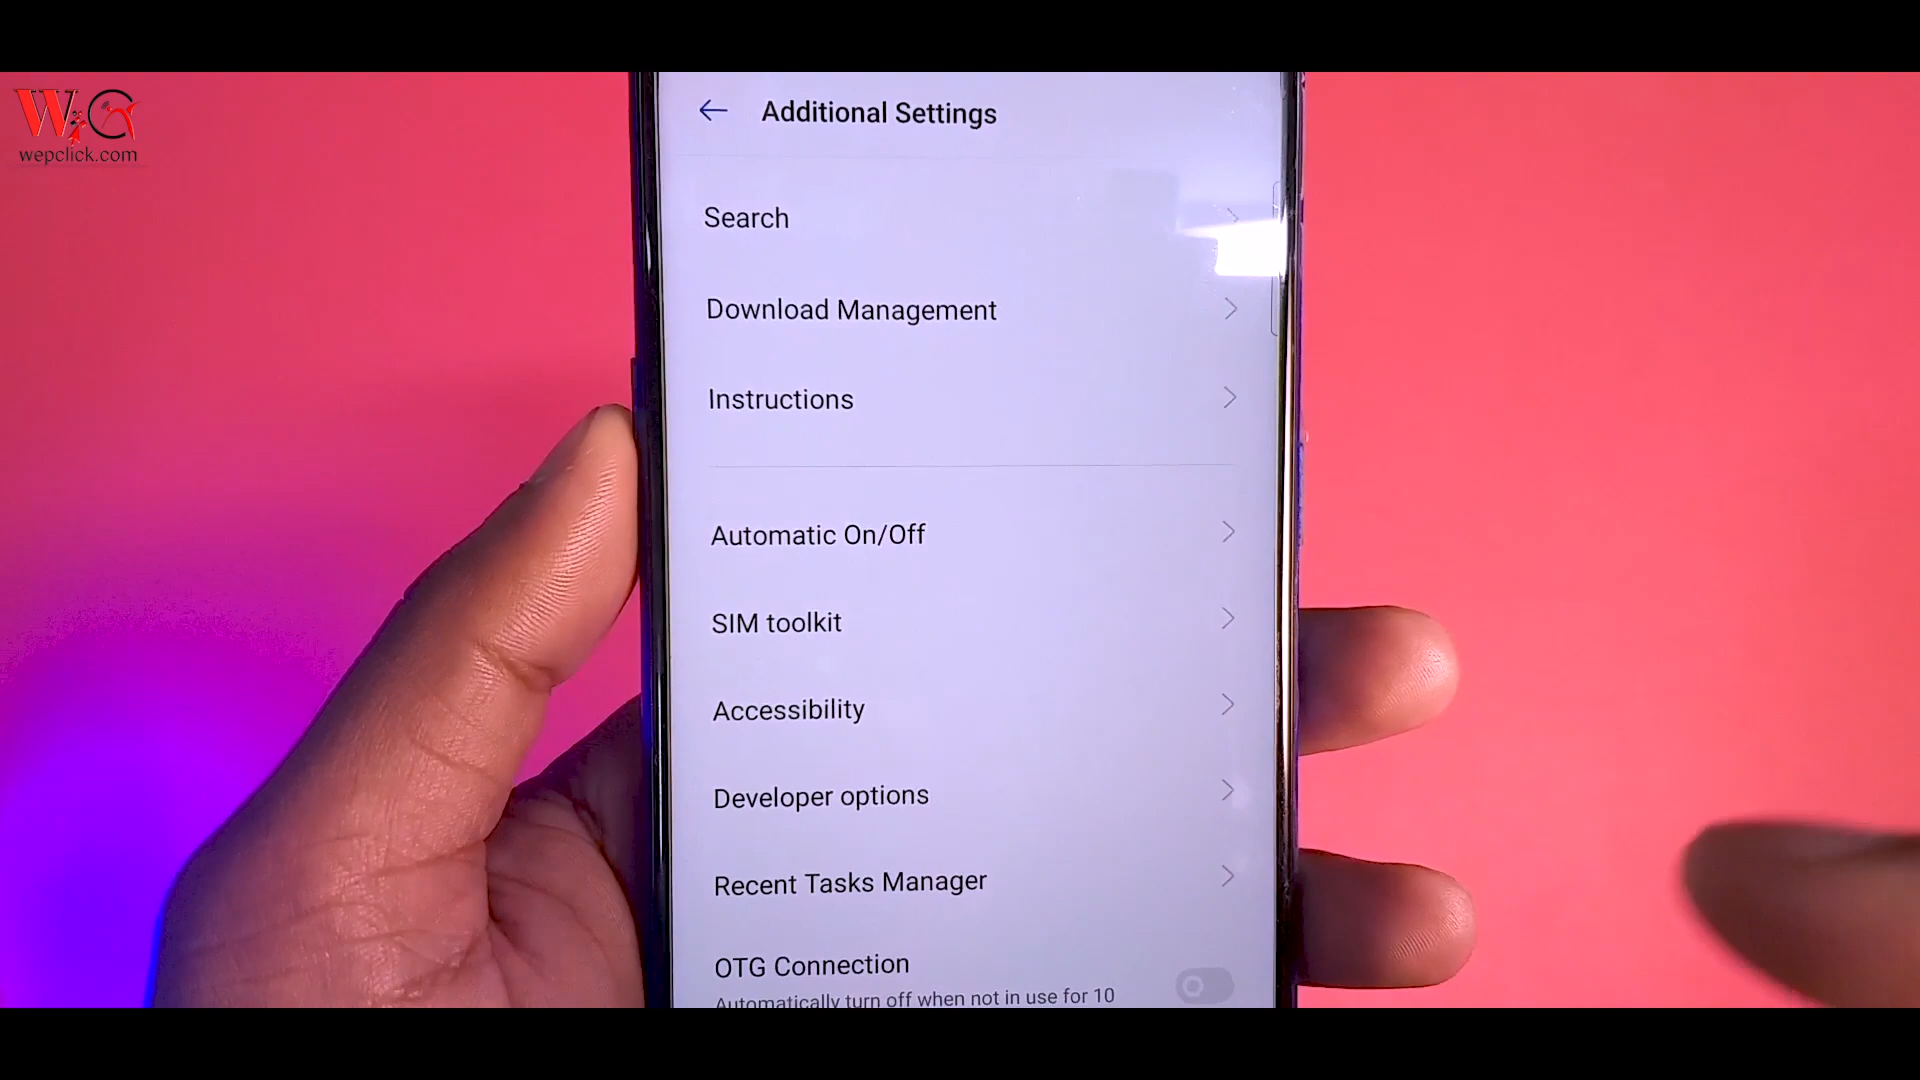 WiC
wepclick.com
Additional Settings
Search
Download Management
Instructions
Automatic On/Off
SIM toolkit
Accessibility
Developer options
Recent Tasks Manager
OTG Connection
Automatically turn off when not in use for 10